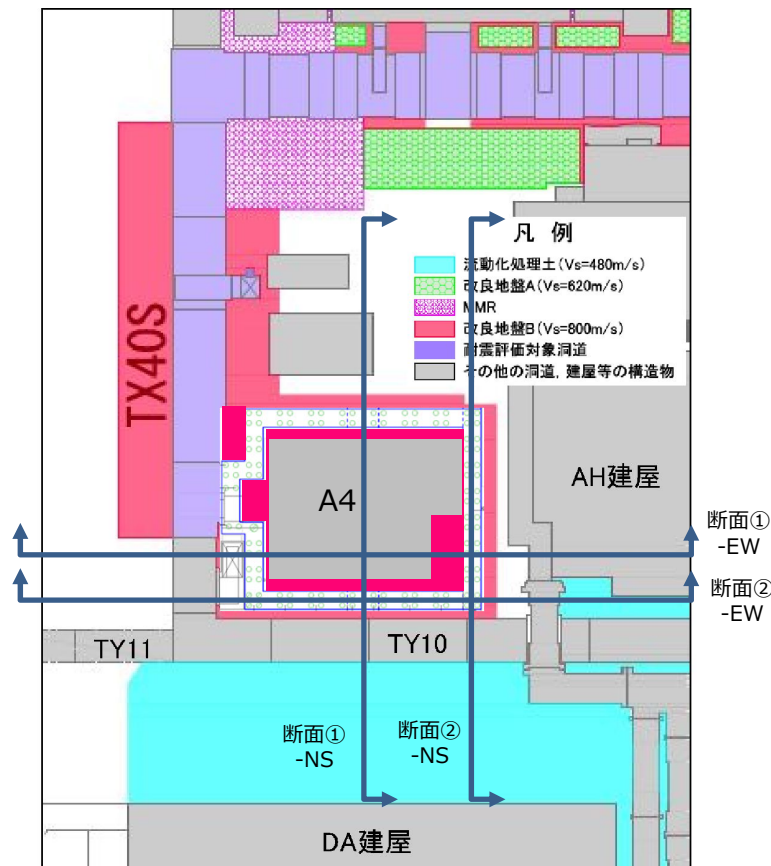 凡 例
流動化処理土(Vs=480m/s)
改良地盤A(Vs=620m/s)
MMR
改良地盤B(Vs=800m/s)
耐震評価対象洞道
その他の洞道,建屋等の構造物
TX40S
A4
AH建屋
断面①
-EW
断面②
-EW
TY11
TY10
断面①
-NS
断面②
-NS
DA建屋